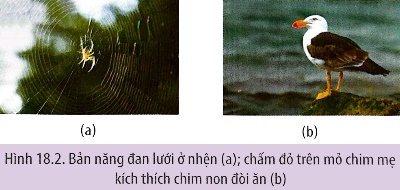 (a)
(b)
Hình 18.2. Bản năng đan lưới ở nhện (a); chấm đỏ trên mỏ chim mẹ
kích thích chim non đòi ăn (b)